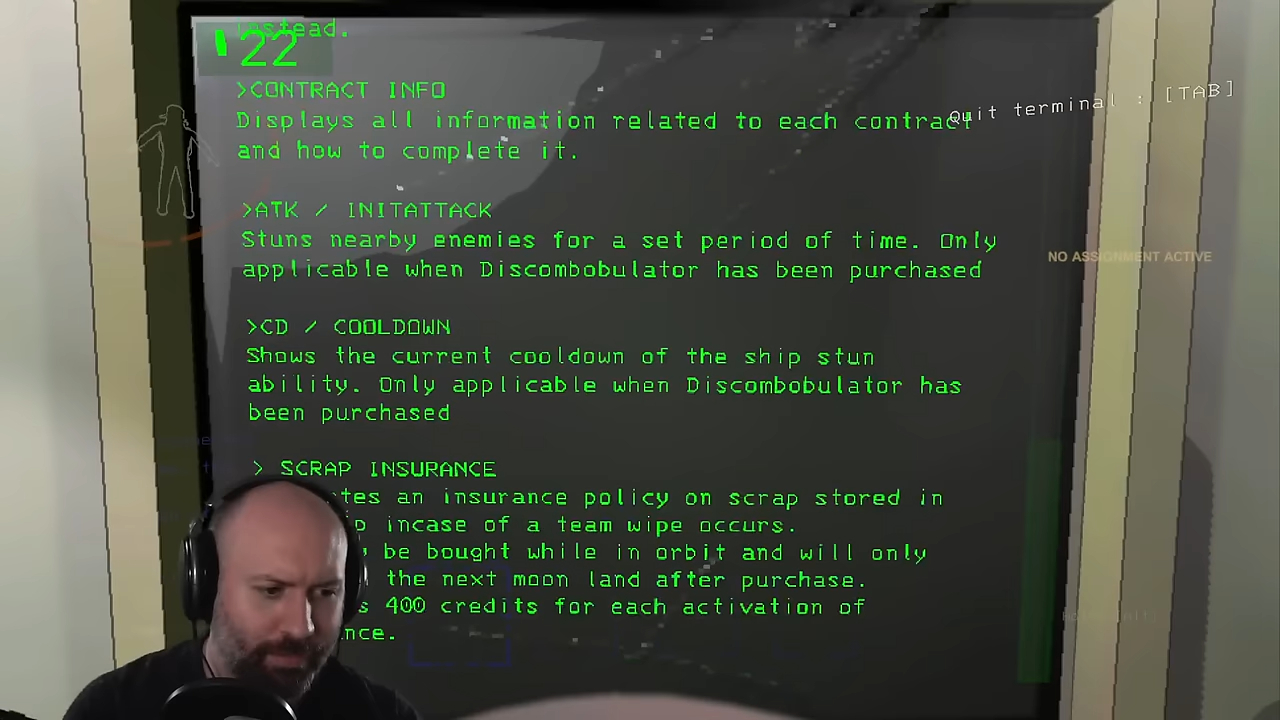 instead.
22
>CONTRACT INFO
Displays all information related to each contract
and how to complete it.
Quit terminal : [TAB]
>ATK / INITATTACK
Stuns nearby enemies for a set period of time. Only
applicable when Discombobulator has been purchased
NO ASSIGNMENT ACTIVE
>CD / COOLDOWN
Shows the current cooldown of the ship stun
ability. Only applicable when Discombobulator has
been purchased
> SCRAP INSURANCE
an insurance policy on scrap stored in
incase of a team wipe occurs.
be bought while in orbit and will only
the next moon land after purchase.
400 credits for each activation of